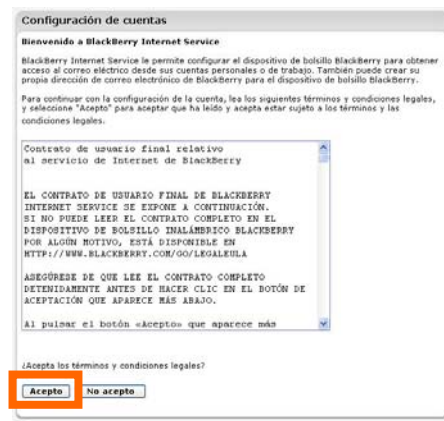 Configuración de cuentas
Bienvenido a BlackBerry Internet Service
BlackBerry Internet Service le permite configurar el dispositivo de bolsillo BlackBerry para obtener
acceso al correo eléctrico desde sus cuentas personales o de trabajo. También puede crear su
propia dirección de correo electrónico de BlackBerry para el dispositivo de bolsillo BlackBerry.
Para continuar con la configuración de la cuenta, lea los siguientes términos y condiciones legales,
y seleccione "Acepto" para aceptar que ha leído y acepta estar sujeto a los términos y las
condiciones legales.
Contrato de usuario final relativo
al servicio de Internet de BlackBerry
EL CONTRATO DE USUARIO FINAL DE BLACKBERRY
INTERNET SERVICE SE EXPONE A CONTINUACIÓN.
SI NO PUEDE LEER EL CONTRATO COMPLETO EN EL
DISPOSITIVO DE BOLSILLO INALÁMBRICO BLACKBERRY
POR ALGÚN MOTIVO, ESTÁ DISPONIBLE EN
HTTP://WWW.BLACKBERRY.COM/GO/LEGALEULA
ASEGÚRESE DE QUE LEE EL CONTRATO COMPLETO
DETENIDAMENTE ANTES DE HACER CLIC EN EL BOTÓN DE
ACEPTACIÓN QUE APARECE MÁS ABAJO.
Al pulsar el botón «Acepto» que aparece más
¿Acepta los términos y condiciones legales?
Acepto No acepto